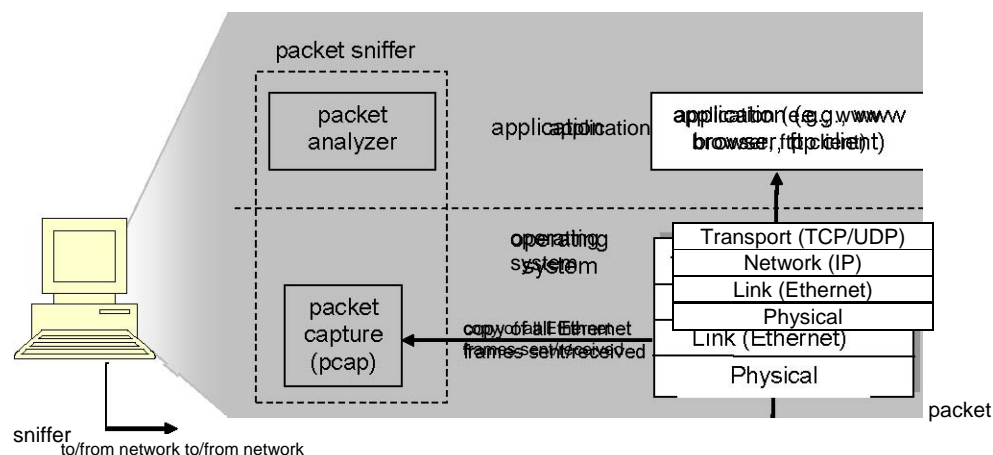 packet sniffer
packet
analyzer
application
application
application (e.g., www
browser, ftp client)
operating
system
Transport (TCP/UDP)
Network (IP)
Link (Ethernet)
Physical
packet
capture
(pcap)
copy of all Ethernet
frames sent/received
Link (Ethernet)
Physical
packet
sniffer
to/from network to/from network